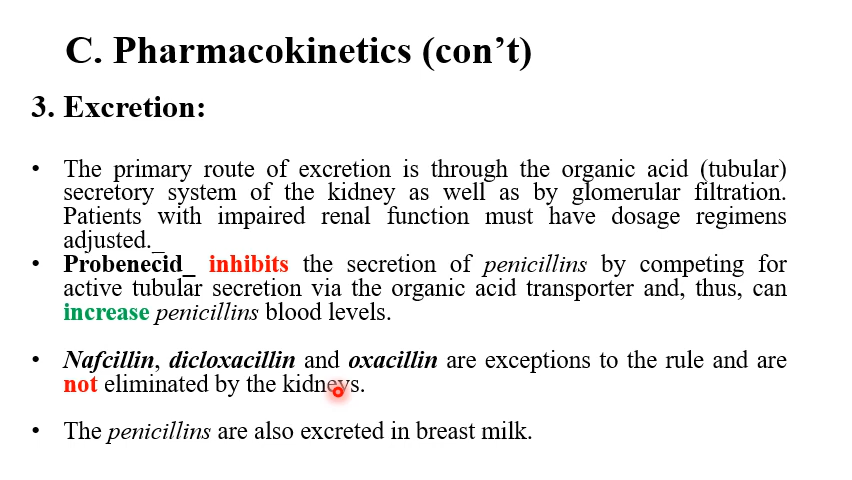 C. Pharmacokinetics (con’t)
3. Excretion:
• The primary route of excretion is through the organic acid (tubular)
secretory system of the kidney as well as by glomerular filtration.
Patients with impaired renal function must have dosage regimens
adjusted._
• Probenecid_ inhibits the secretion of penicillins by competing for
active tubular secretion via the organic acid transporter and, thus, can
increase penicillins blood levels.
• Nafcillin, dicloxacillin and oxacillin are exceptions to the rule and are
not eliminated by the kidneys.
• The penicillins are also excreted in breast milk.